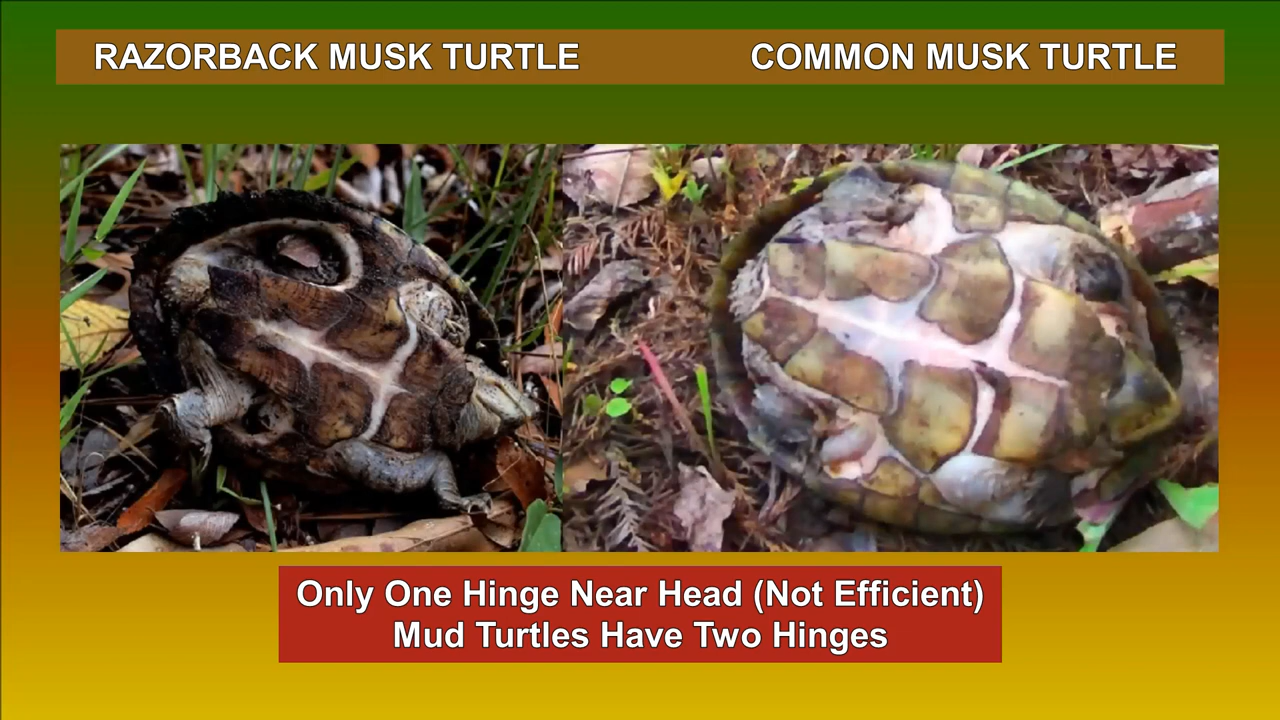 RAZORBACK MUSK TURTLE
COMMON MUSK TURTLE
Only One Hinge Near Head (Not Efficient)
Mud Turtles Have Two Hinges